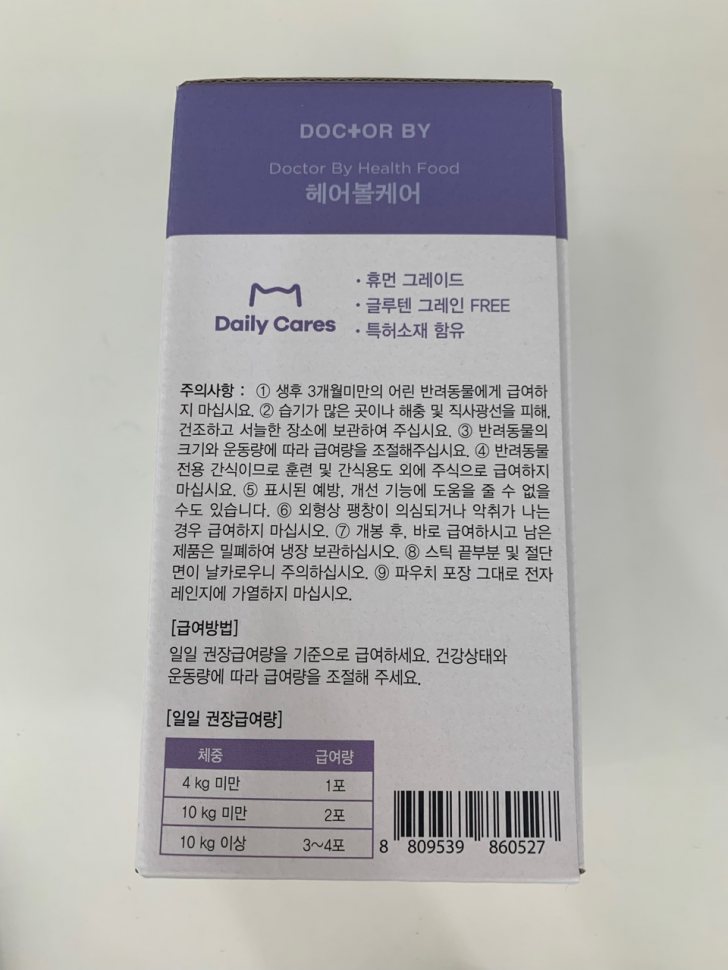 DOCTOR BY
Doctor By Health Food
헤어볼케어
Daily Cares
· 휴먼 그레이드
· 글루텐 그레인 FREE
· 특허소재 함유
주의사항 : ① 생후 3개월미만의 어린 반려동물에게 급여하
지 마십시요. ② 습기가 많은 곳이나 해충 및 직사광선을 피해,
건조하고 서늘한 장소에 보관하여 주십시요. ③ 반려동물의
크기와 운동량에 따라 급여량을 조절해주십시요. ④ 반려동물
전용 간식이므로 훈련 및 간식용도 외에 주식으로 급여하지
마십시요. ⑤ 표시된 예방, 개선 기능에 도움을 줄 수 없을
수도 있습니다. ⑥ 외형상 팽창이 의심되거나 악취가 나는
경우 급여하지 마십시오. ⑦ 개봉 후, 바로 급여하시고 남은
제품은 밀폐하여 냉장 보관하십시오. ⑧ 스틱 끝부분 및 절단
면이 날카로우니 주의하십시오. ⑨ 파우치 포장 그대로 전자
레인지에 가열하지 마십시오.
[급여방법]
일일 권장급여량을 기준으로 급여하세요. 건강상태와
운동량에 따라 급여량을 조절해 주세요.
[일일 권장급여량]
체중 급여량
4 kg 미만 1포
10 kg 미만 2포
10 kg 이상 3~4포
8 809539 860527